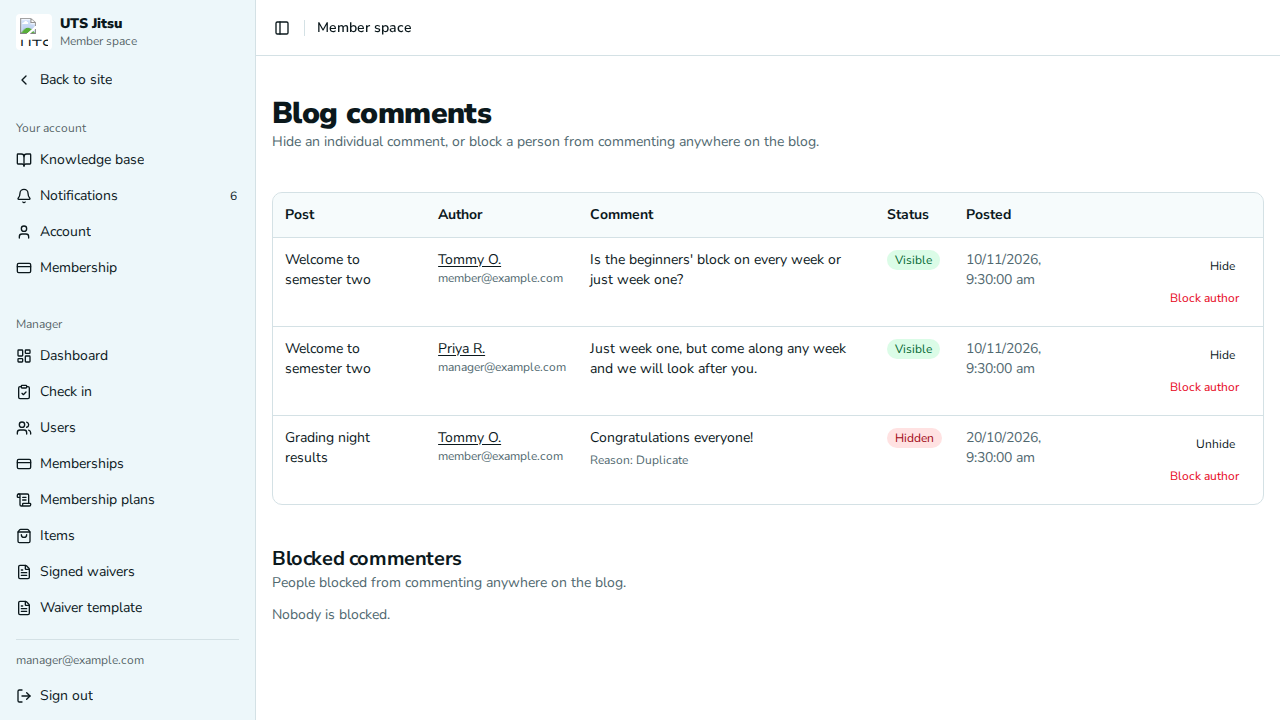 UTS Jitsu
Member space
Back to site
Your account
Knowledge base
Notifications 6
Account
Membership
Manager
Dashboard
Check in
Users
Memberships
Membership plans
Items
Signed waivers
Waiver template
manager@example.com
Sign out
Member space
Blog comments
Hide an individual comment, or block a person from commenting anywhere on the blog.
Post Author Comment Status Posted
Welcome to
semester two
Tommy O.
member@example.com
Is the beginners' block on every week or
just week one?
Visible
10/11/2026,
9:30:00 am
Hide
Block author
Welcome to
semester two
Priya R.
manager@example.com
Just week one, but come along any week
and we will look after you.
Visible
10/11/2026,
9:30:00 am
Hide
Block author
Grading night
results
Tommy O.
member@example.com
Congratulations everyone!
Reason: Duplicate
Hidden
20/10/2026,
9:30:00 am
Unhide
Block author
Blocked commenters
People blocked from commenting anywhere on the blog.
Nobody is blocked.